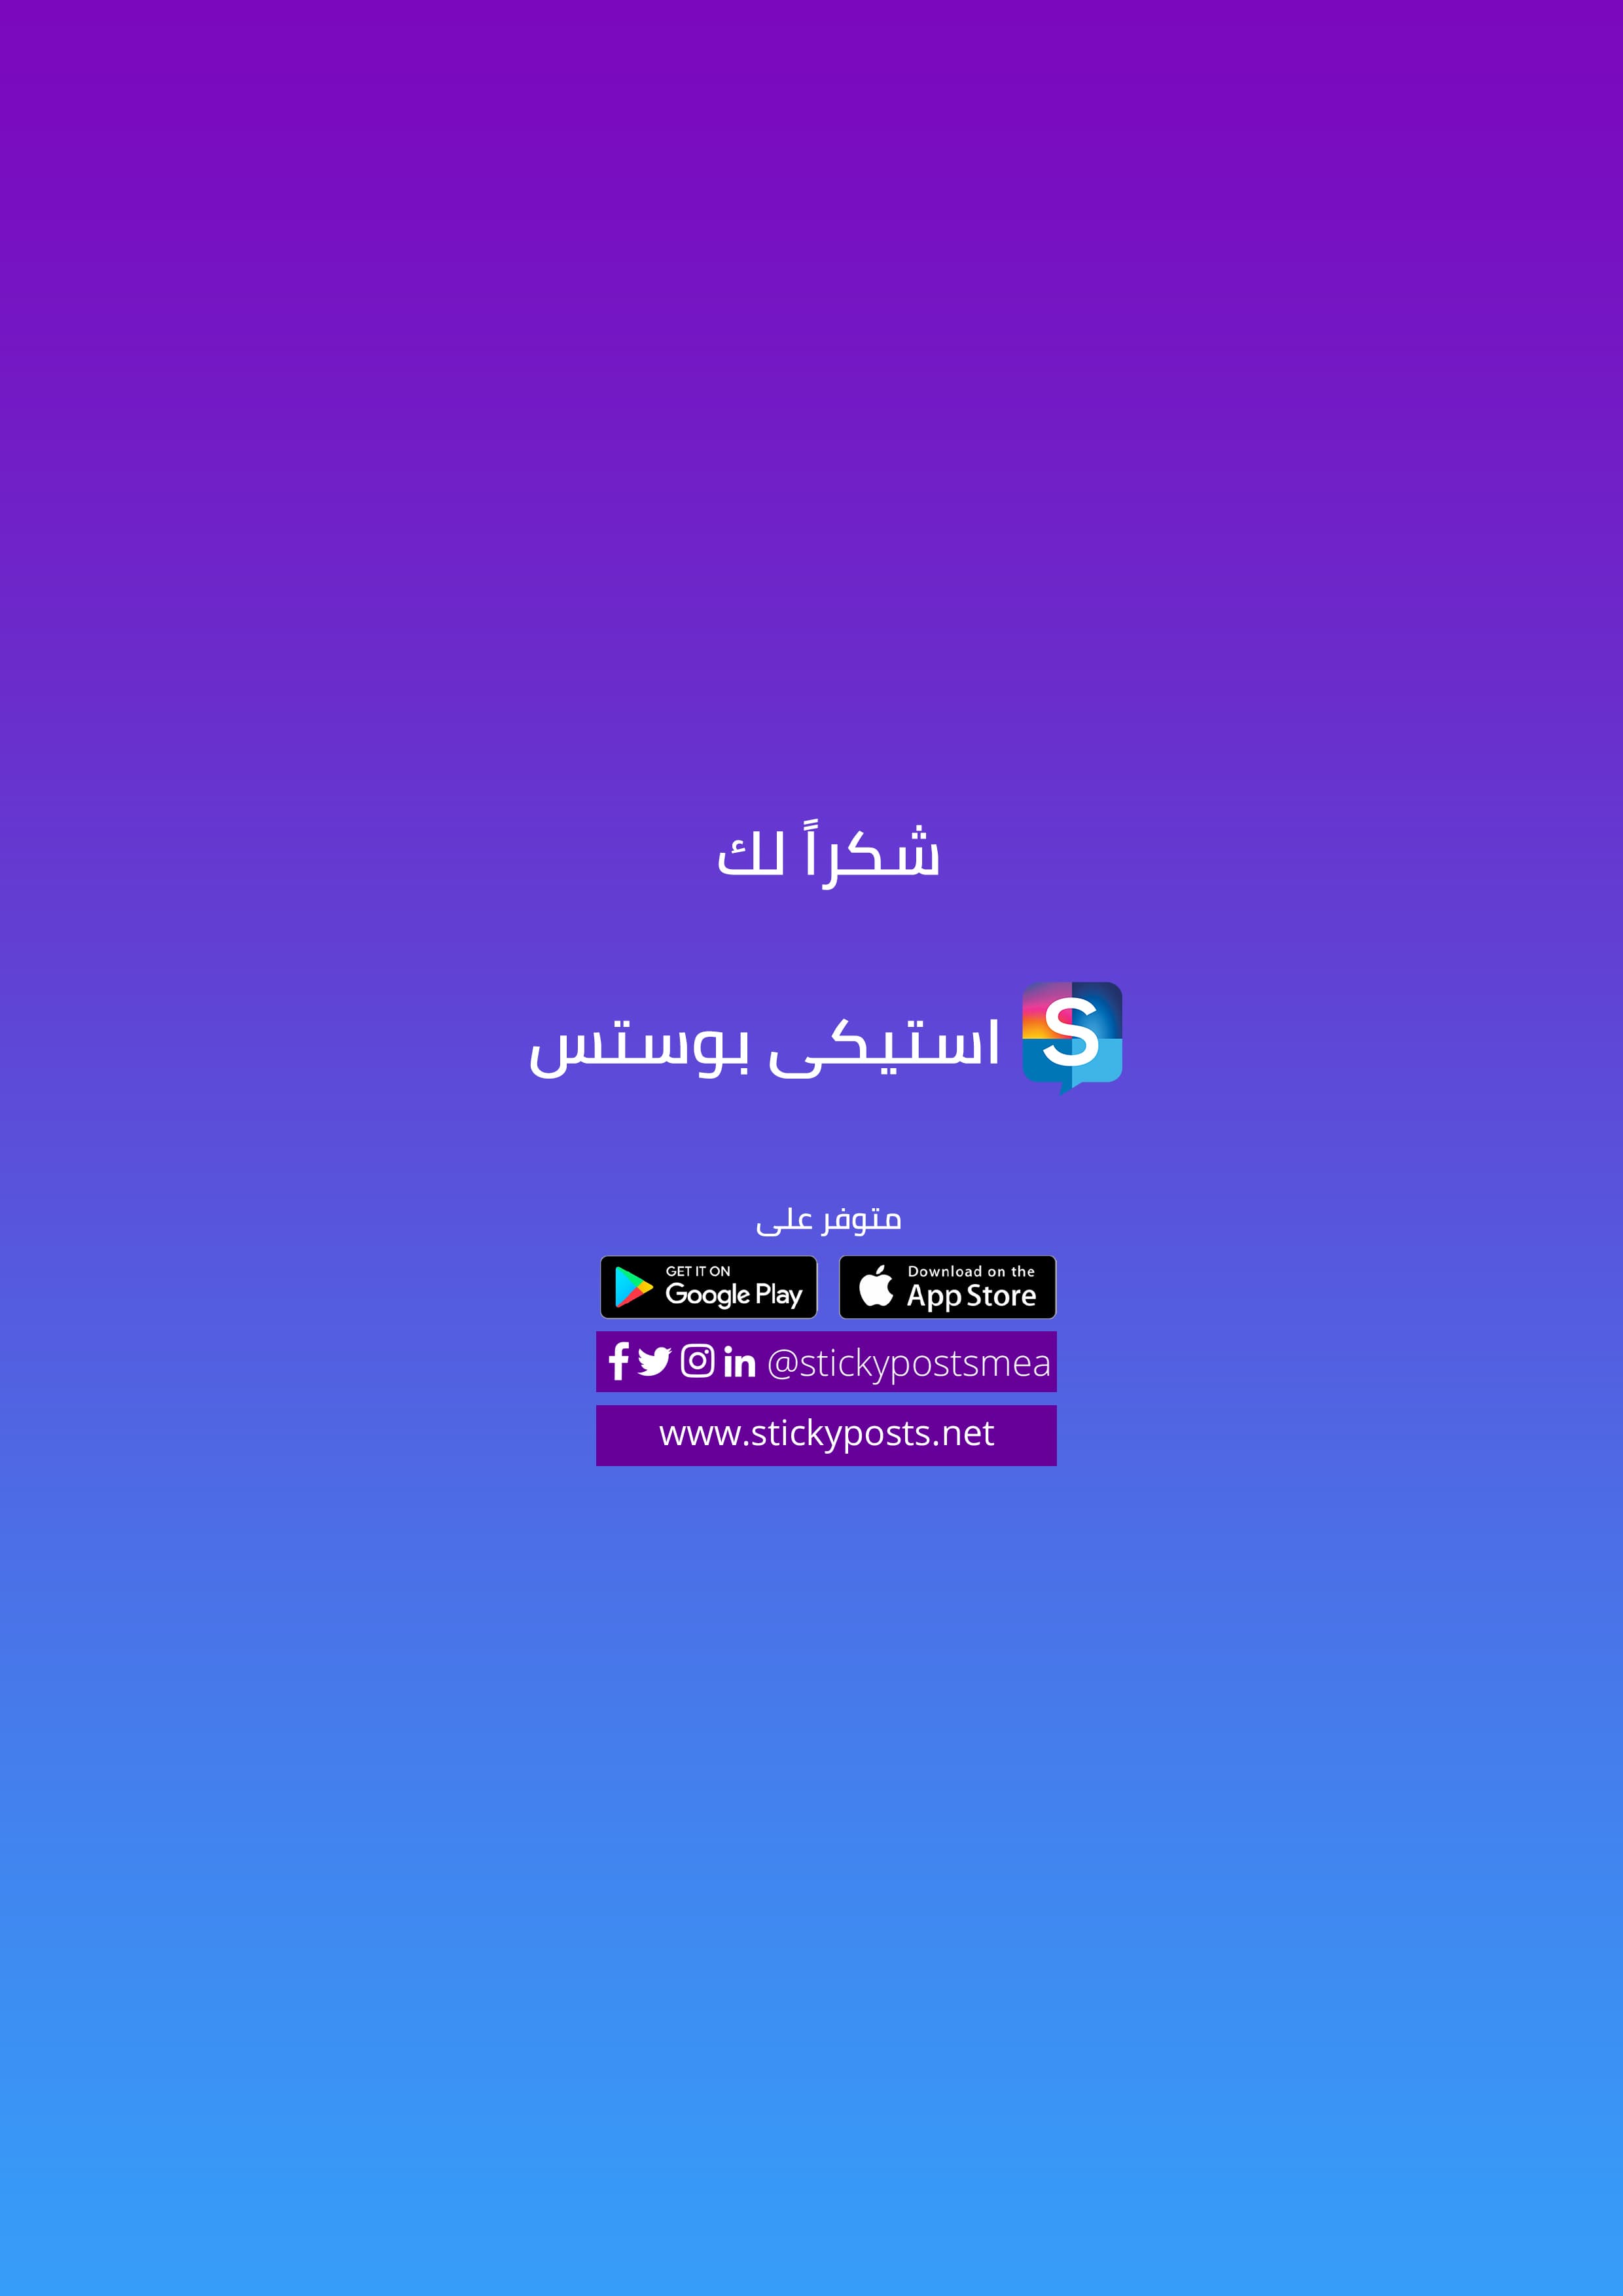 شكراً لك
استيكى بوستس
S
متوفر على
GET IT ON
Google Play
Download on the
App Store
@stickypostsmea
www.stickyposts.net